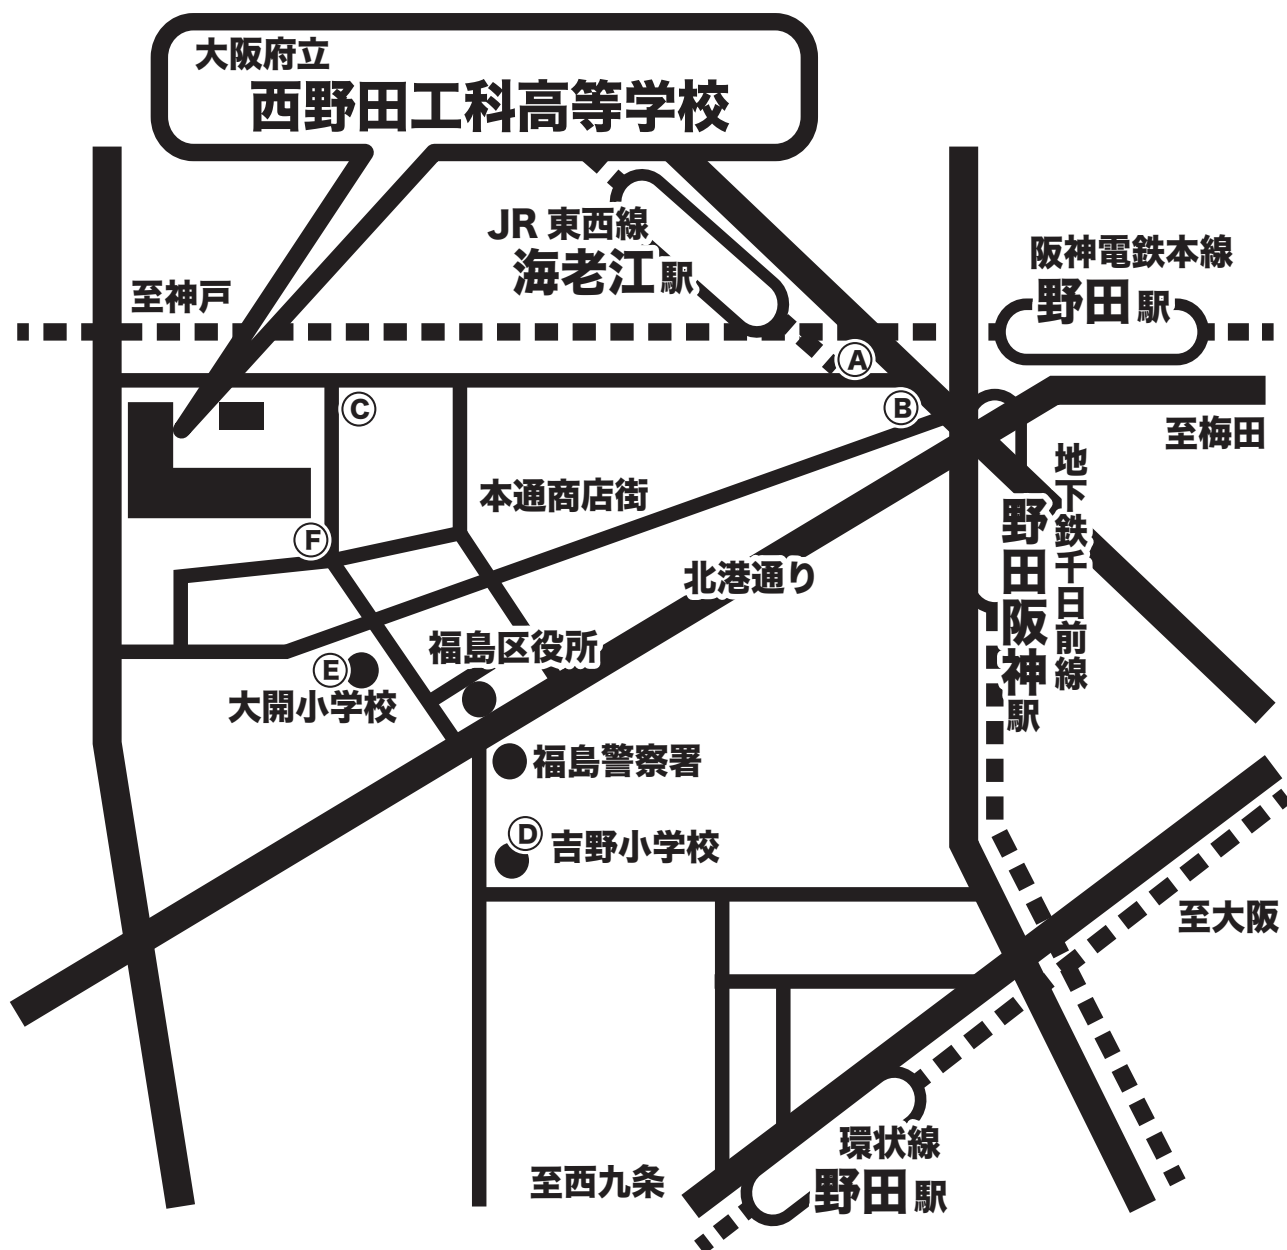 大阪府立
西野田工科高等学校
JR 東西線
海老江駅
阪神電鉄本線
野田駅
至神戸
A
B
C
至梅田
地下鉄千日前線
野田阪神駅
本通商店街
F
北港通り
福島区役所
E
大開小学校
福島警察署
D
吉野小学校
至大阪
環状線
野田駅
至西九条